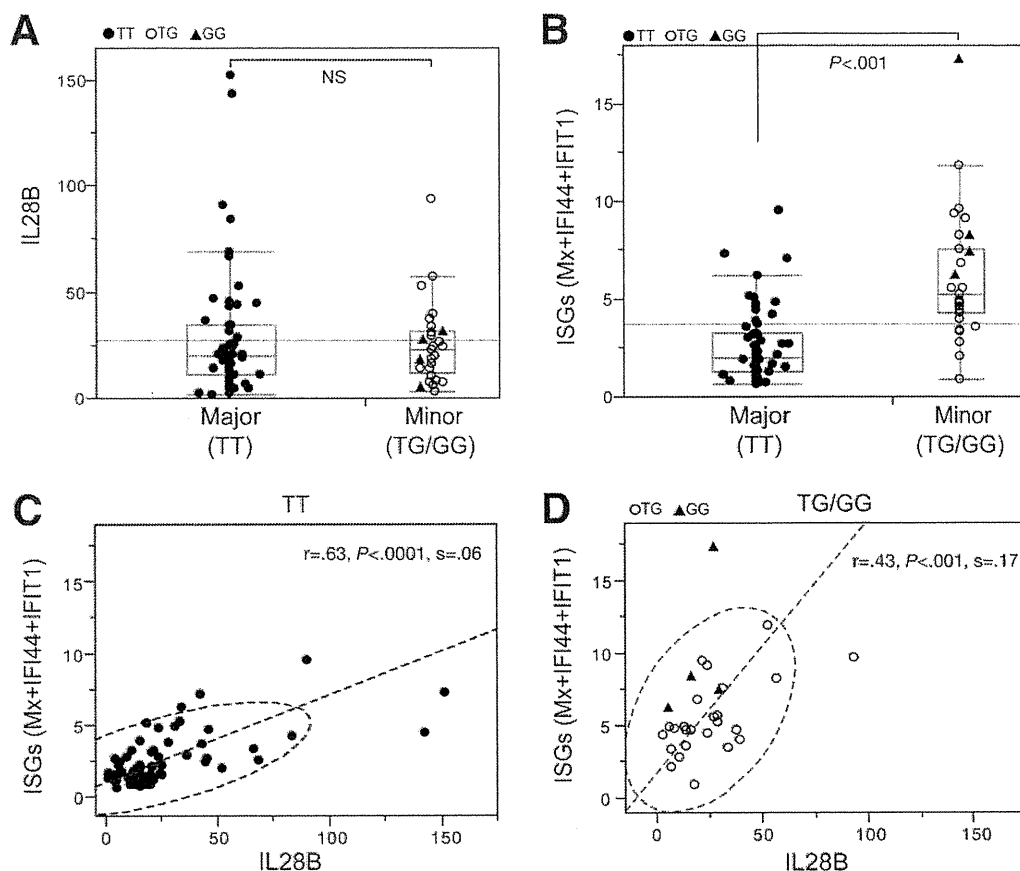 A
●TT ○TG ▲GG
NS
150
100
50
0
IL28B
Major
(TT)
Minor
(TG/GG)
B
●TT ○TG ▲GG
P<.001
15
10
5
0
ISGs (Mx+IFI44+IFIT1)
Major
(TT)
Minor
(TG/GG)
C
TT
r=.63, P<.0001, s=.06
15
10
5
0
ISGs (Mx+IFI44+IFIT1)
0 50 100 150
IL28B
D
○TG ▲GG
TG/GG
r=.43, P<.001, s=.17
15
10
5
0
ISGs (Mx+IFI44+IFIT1)
0 50 100 150
IL28B